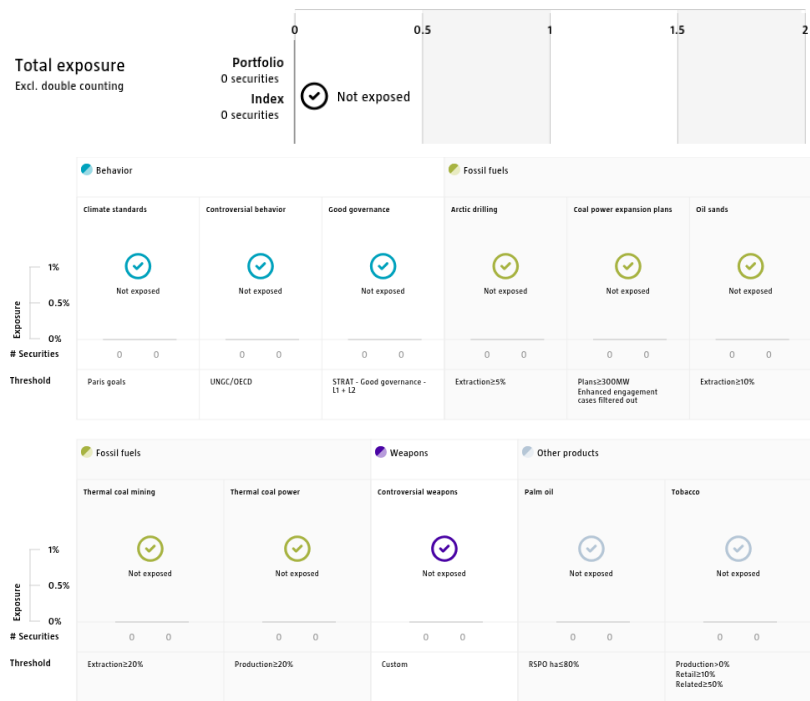 0 0.5 1 1.5 2
Total exposure
Excl. double counting
Portfolio
0 securities
Index
0 securities
Not exposed
Behavior Fossil fuels
Climate standards Controversial behavior Good governance Arctic drilling Coal power expansion plans Oil sands
Exposure
1%
0.5%
0%
Not exposed Not exposed Not exposed Not exposed Not exposed Not exposed
# Securities 0 0 0 0 0 0 0 0 0 0 0 0
Threshold Paris goals UNGC/OECD STRAT - Good governance - Extraction≥5% Plans≥300MW Extraction≥10%
L1 + L2 Enhanced engagement
cases filtered out
Fossil fuels Weapons Other products
Thermal coal mining Thermal coal power Controversial weapons Palm oil Tobacco
Exposure
1%
0.5%
0%
Not exposed Not exposed Not exposed Not exposed Not exposed
# Securities 0 0 0 0 0 0 0 0 0 0
Threshold Extraction≥20% Production≥20% Custom RSPO ha≤80% Production>0%
Retail≥10%
Related≥50%